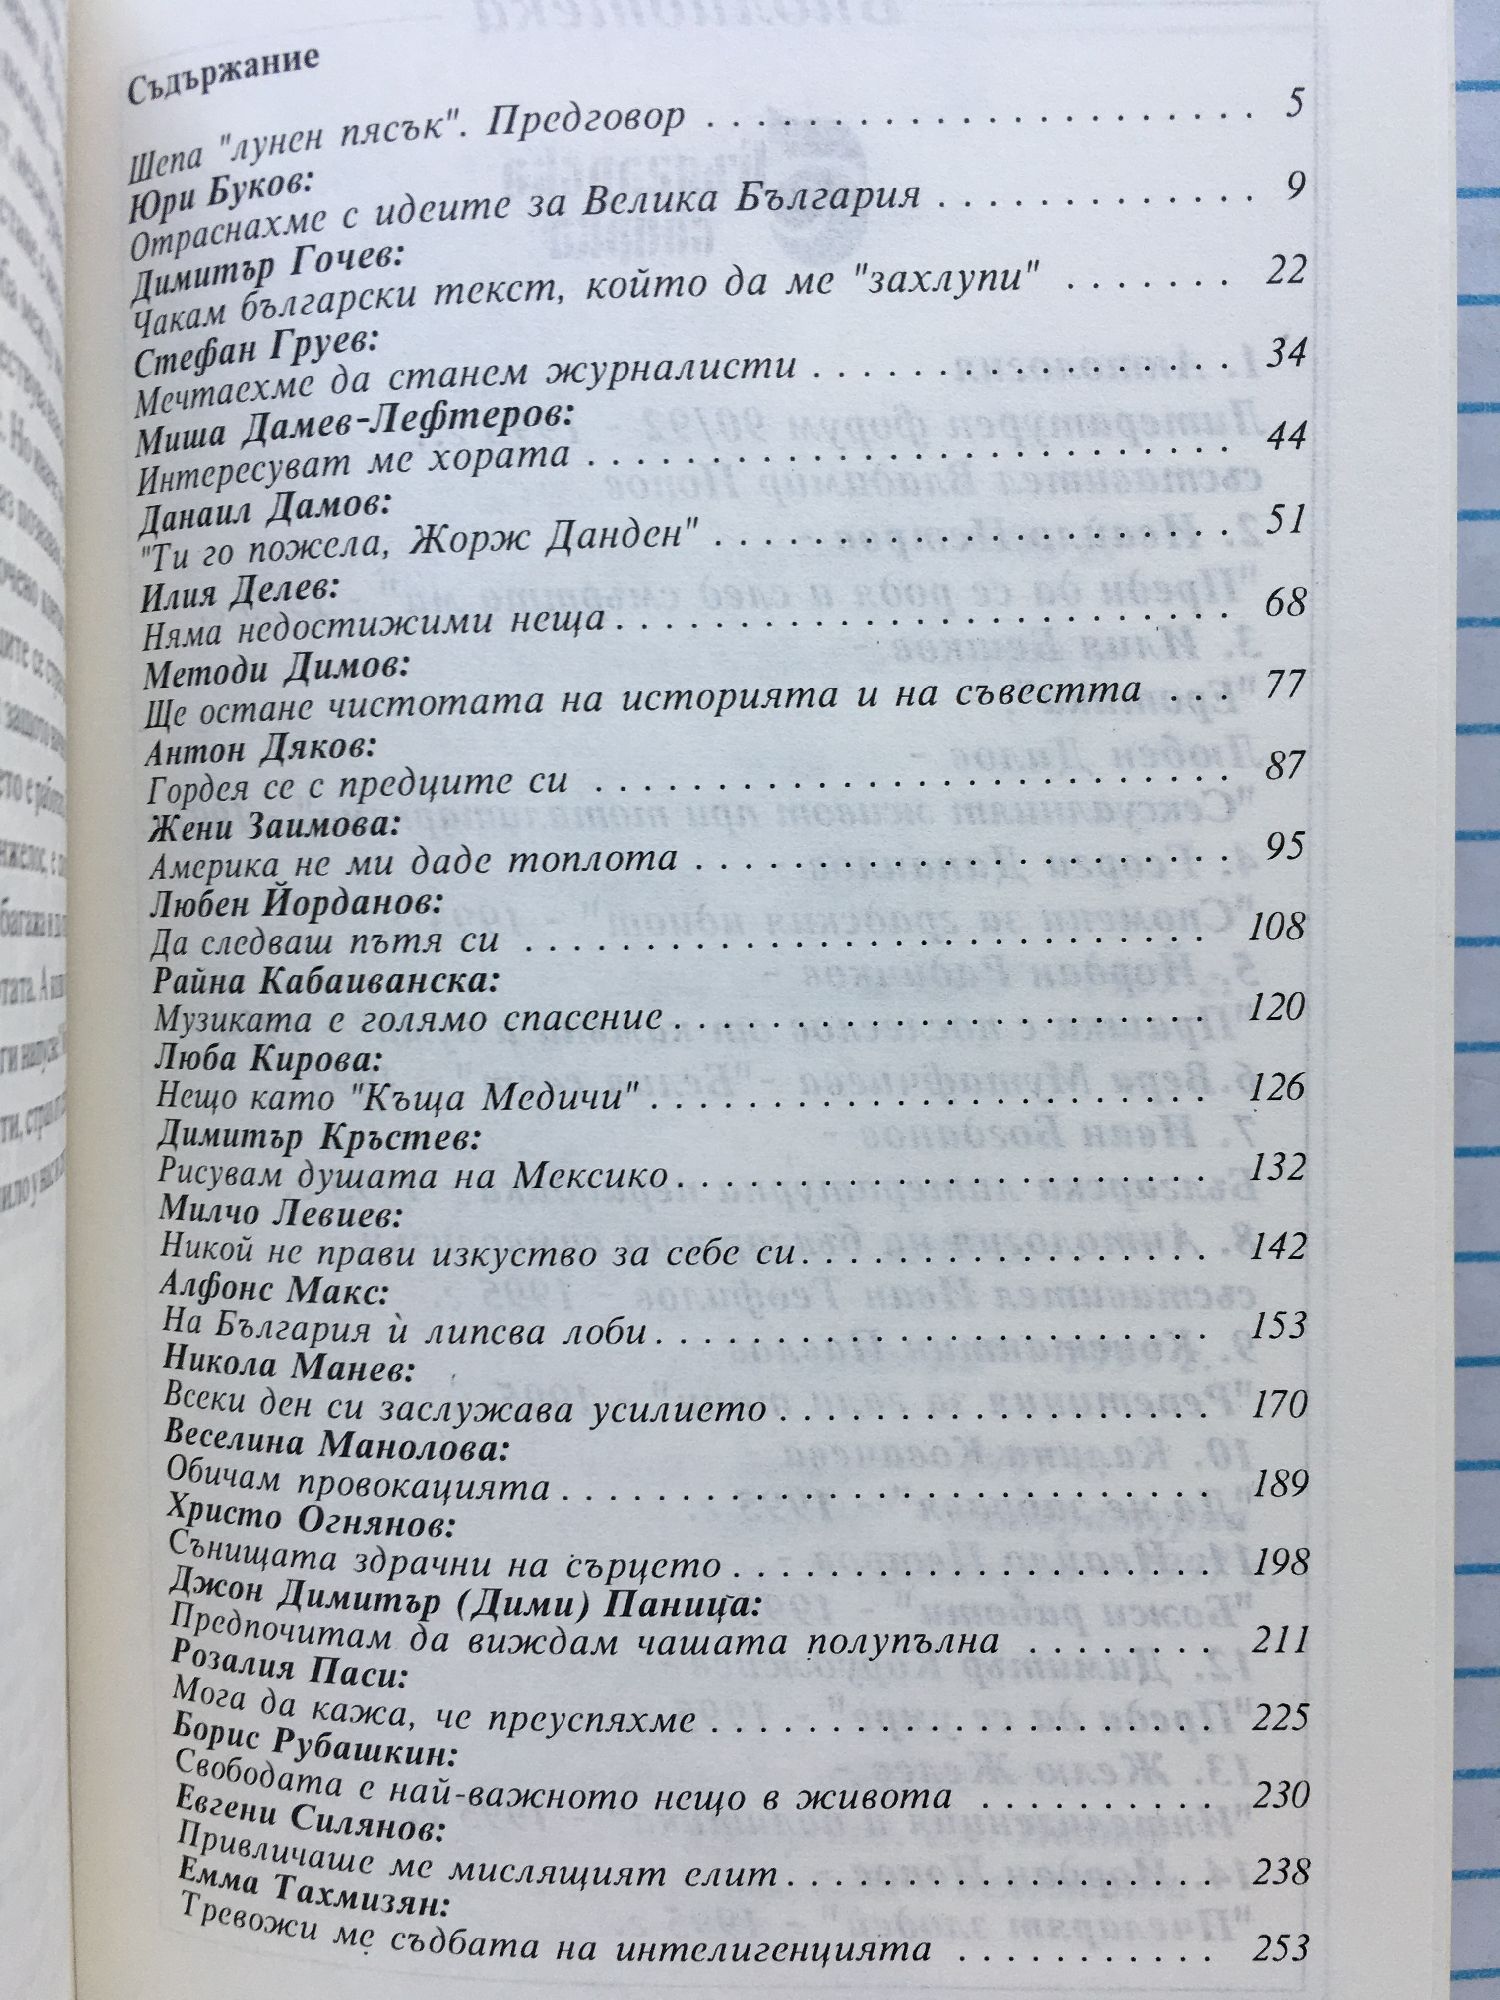 Съдържание
Шепа "лунен пясък". Предговор . . . . . . . . . . . . . . . . . . . . . . . 5
Юри Буков:
Отраснахме с идеите за Велика България . . . . . . . . . . . . . 9
Димитър Гочев:
Чакам български текст, който да ме "захлупи" . . . . . . . 22
Стефан Груев:
Мечтаехме да станем журналисти . . . . . . . . . . . . . . . . . . 34
Миша Дамев-Лефтеров:
Интересуват ме хората . . . . . . . . . . . . . . . . . . . . . . . . . . . 44
Данаил Дамов:
"Ти го пожела, Жорж Данден" . . . . . . . . . . . . . . . . . . . . . . 51
Илия Делев:
Няма недостижими неща . . . . . . . . . . . . . . . . . . . . . . . . . . 68
Методи Димов:
Ще остане чистотата на историята и на съвестта . . . 77
Антон Дяков:
Гордея се с предците си . . . . . . . . . . . . . . . . . . . . . . . . . . . 87
Жени Заимова:
Америка не ми даде топлота . . . . . . . . . . . . . . . . . . . . . . . 95
Любен Йорданов:
Да следваш пътя си . . . . . . . . . . . . . . . . . . . . . . . . . . . . . 108
Райна Кабаиванска:
Музиката е голямо спасение . . . . . . . . . . . . . . . . . . . . . . . 120
Люба Кирова:
Нещо като "Къща Медичи" . . . . . . . . . . . . . . . . . . . . . . . . 126
Димитър Кръстев:
Рисувам душата на Мексико . . . . . . . . . . . . . . . . . . . . . . . 132
Милчо Левиев:
Никой не прави изкуство за себе си . . . . . . . . . . . . . . . . . . 142
Алфонс Макс:
На България ѝ липсва лоби . . . . . . . . . . . . . . . . . . . . . . . . 153
Никола Манев:
Всеки ден си заслужава усилието . . . . . . . . . . . . . . . . . . . 170
Веселина Манолова:
Обичам провокацията . . . . . . . . . . . . . . . . . . . . . . . . . . . . 189
Христо Огнянов:
Сънищата здрачни на сърцето . . . . . . . . . . . . . . . . . . . . . 198
Джон Димитър (Дими) Паница:
Предпочитам да виждам чашата полупълна . . . . . . . . 211
Розалия Паси:
Мога да кажа, че преуспяхме . . . . . . . . . . . . . . . . . . . . . . 225
Борис Рубашкин:
Свободата е най-важното нещо в живота . . . . . . . . . . 230
Евгени Силянов:
Привличаше ме мислящият елит . . . . . . . . . . . . . . . . . . . 238
Емма Тахмизян:
Тревожи ме съдбата на интелигенцията . . . . . . . . . . . 253